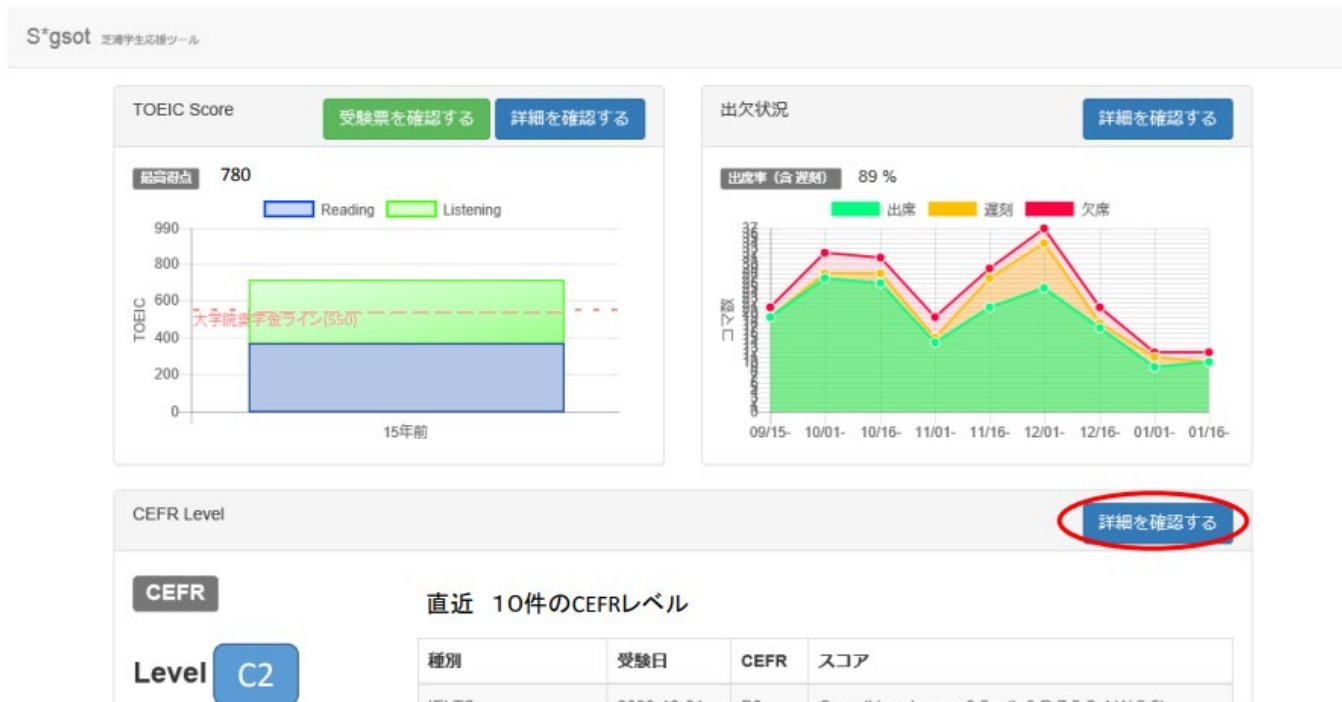 S*gsot 芝浦学生応援ツール
TOEIC Score
受験票を確認する
詳細を確認する
最高得点 780
Reading
Listening
990
800
600
400
200
0
TOEIC
大学院奨学金ライン(550)
15年前
出欠状況
詳細を確認する
出席率（含 遅刻） 89 %
出席
遅刻
欠席
コマ数
09/15- 10/01- 10/16- 11/01- 11/16- 12/01- 12/16- 01/01- 01/16-
CEFR Level
詳細を確認する
CEFR
Level C2
直近 10件のCEFRレベル
種別 受験日 CEFR スコア